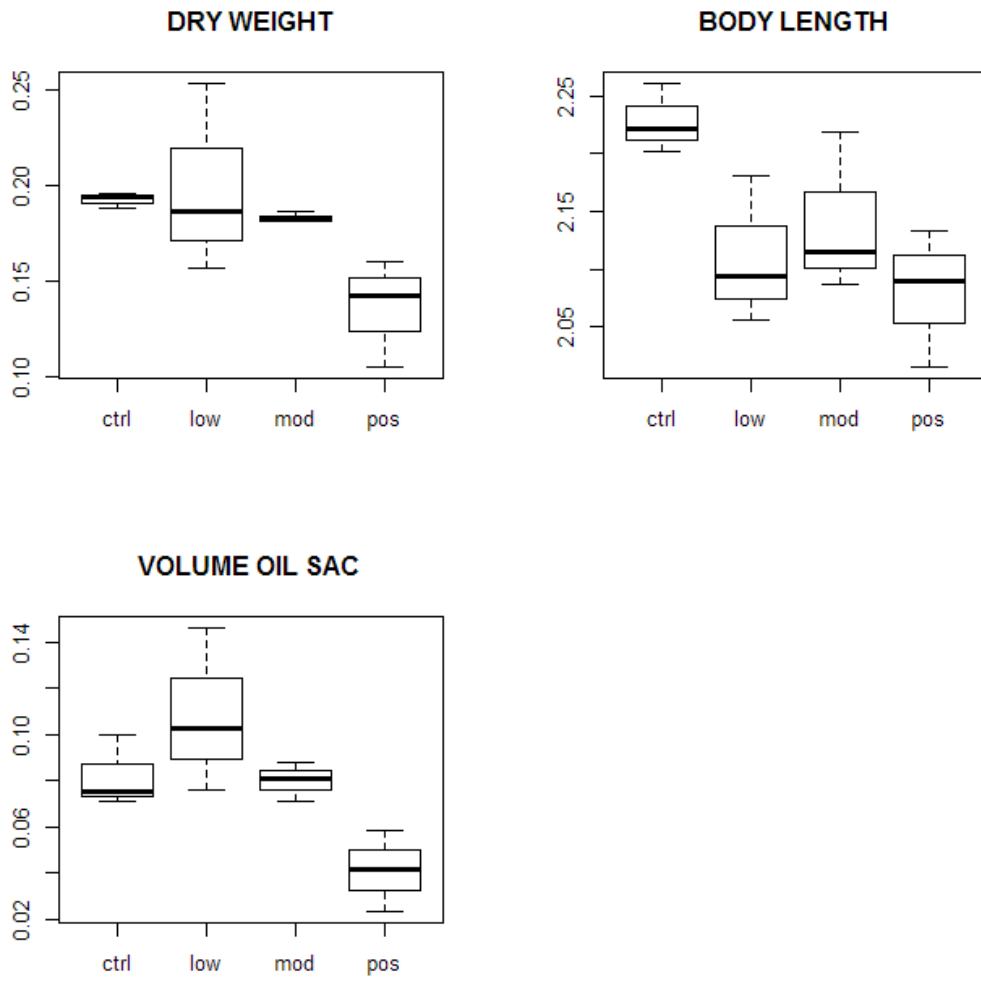 DRY WEIGHT
0.25
0.20
0.15
0.10
ctrl low mod pos
BODY LENGTH
2.25
2.15
2.05
ctrl low mod pos
VOLUME OIL SAC
0.14
0.10
0.06
0.02
ctrl low mod pos